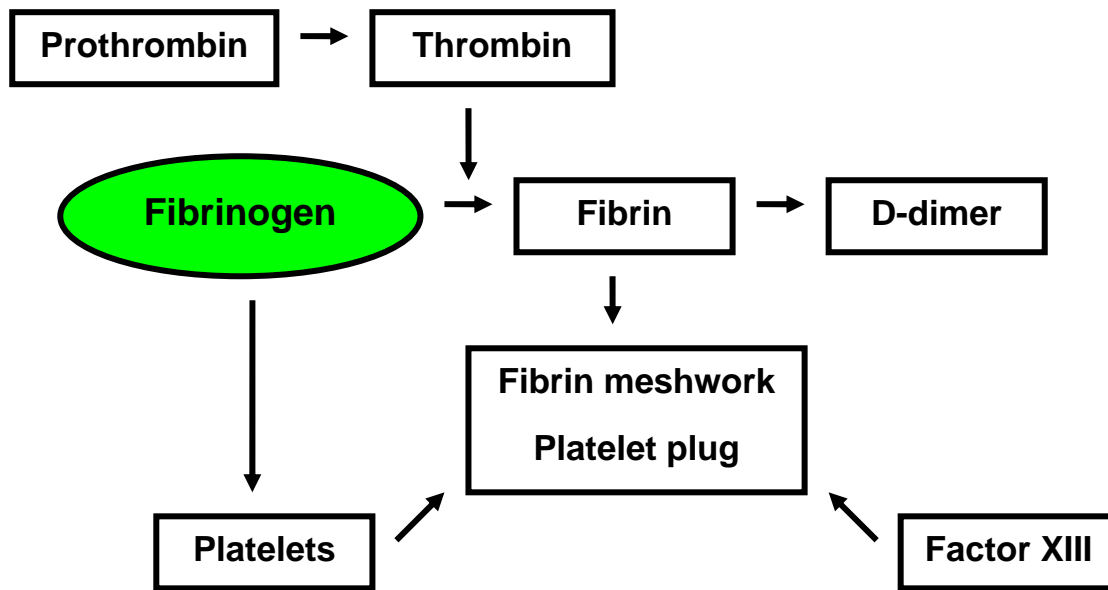 Prothrombin
Thrombin
Fibrinogen
Fibrin
D-dimer
Fibrin meshwork
Platelet plug
Platelets
Factor XIII